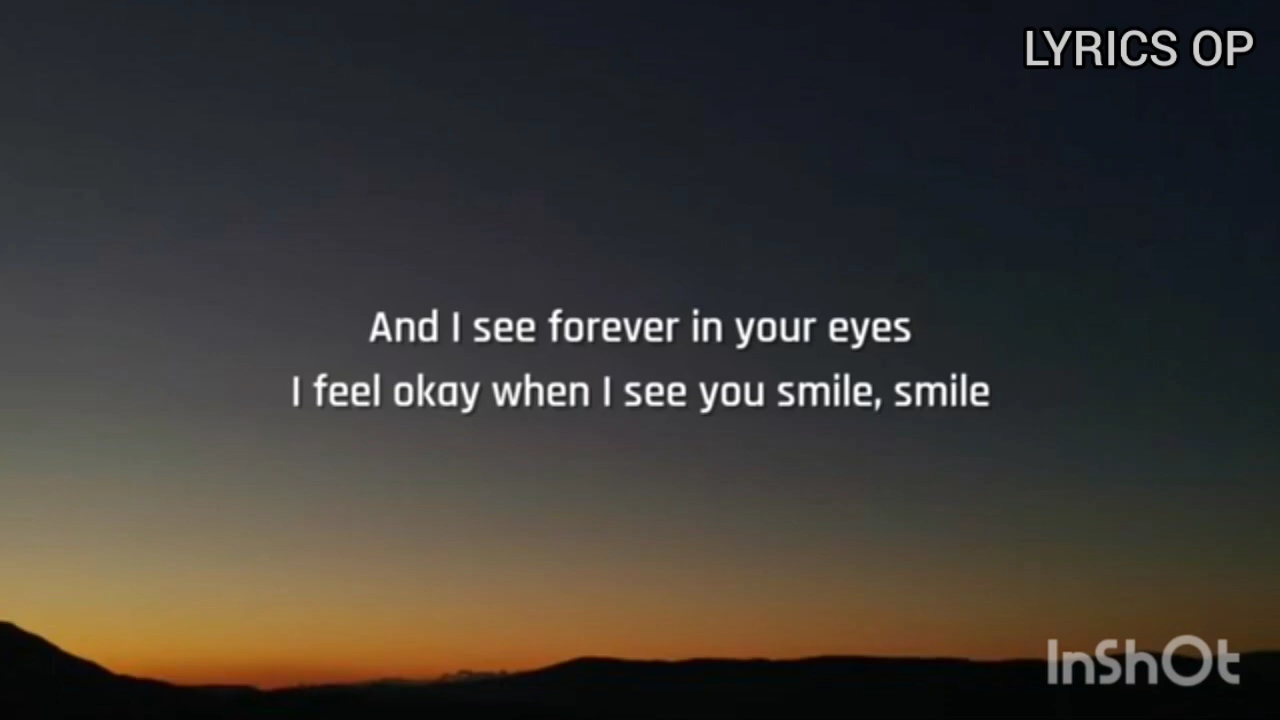 LYRICS OP
And I see forever in your eyes
I feel okay when I see you smile, smile
InShOt